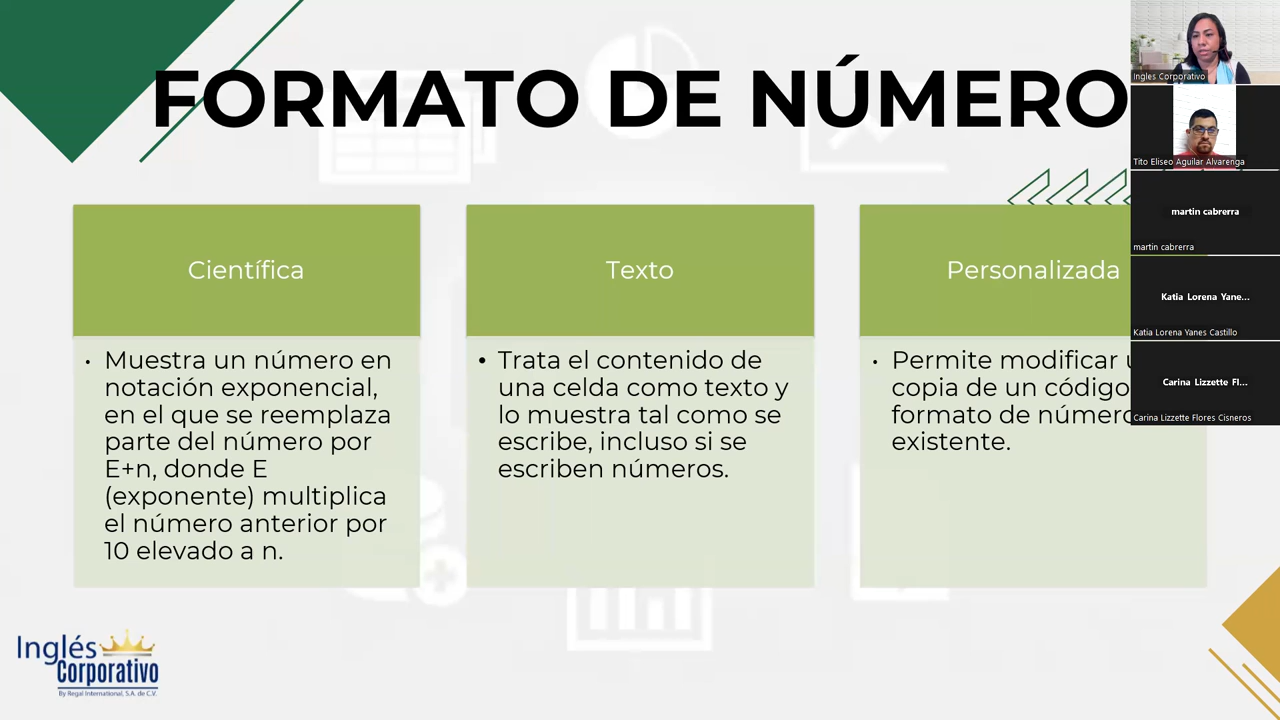 FORMATO DE NÚMERO
Científica
Muestra un número en
notación exponencial,
en el que se reemplaza
parte del número por
E+n, donde E
(exponente) multiplica
el número anterior por
10 elevado a n.
Texto
• Trata el contenido de
una celda como texto y
lo muestra tal como se
escribe, incluso si se
escriben números.
Personalizada
• Permite modificar
copia de un código
formato de número
existente.
Ingles Corporativo
Tito Eliseo Aguilar Alvarenga
martin cabrerra
martin cabrerra
Katia Lorena Yane...
Katia Lorena Yanes Castillo
Carina Lizzette Fl...
Carina Lizzette Flores Cisneros
Inglés
Corporativo
By Regal International, S.A. de C.V.